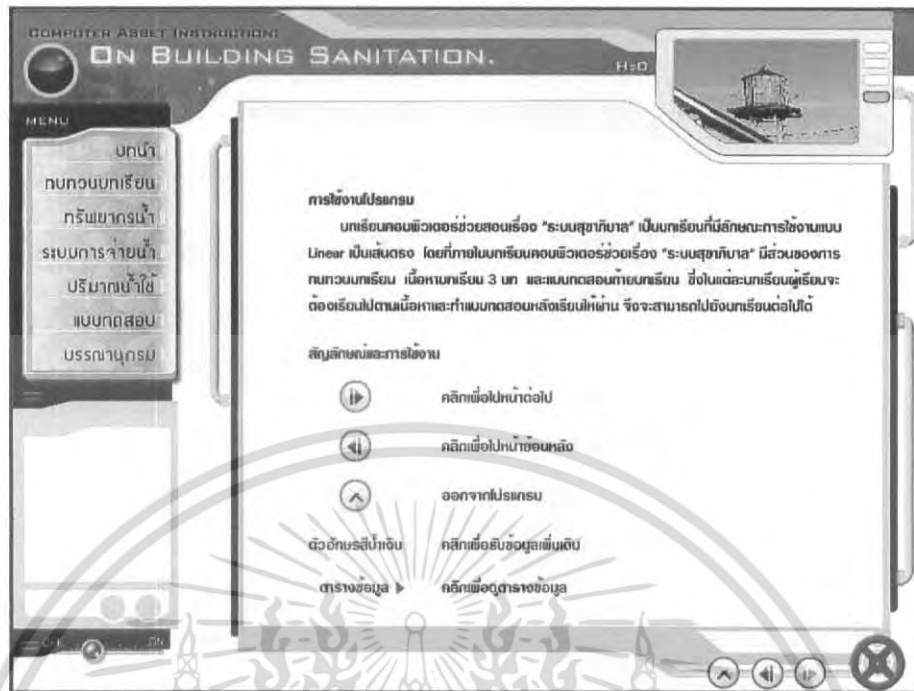 COMPUTER ASSET INSTRUCTION:
ON BUILDING SANITATION.
H2O
MENU
บทนำ
ทบทวนบทเรียน
ทรัพยากรน้ำ
ระบบการจ่ายน้ำ
ปริมาณน้ำใช้
แบบทดสอบ
บรรณานุกรม
การใช้งานโปรแกรม
บทเรียนคอมพิวเตอร์ช่วยสอนเรื่อง "ระบบสุขาภิบาล" เป็นบทเรียนที่มีลักษณะการใช้งานแบบ
Linear เป็นเส้นตรง โดยที่ภายในบทเรียนคอมพิวเตอร์ช่วยเรื่อง "ระบบสุขาภิบาล" มีส่วนของการ
ทบทวนบทเรียน เนื้อหาบทเรียน 3 บท และแบบทดสอบท้ายบทเรียน ซึ่งในแต่ละบทเรียนผู้เรียนจะ
ต้องเรียนไปตามเนื้อหาและทำแบบทดสอบหลังเรียนให้ผ่าน จึงจะสามารถไปยังบทเรียนต่อไปได้
สัญลักษณ์และการใช้งาน
คลิกเพื่อไปหน้าต่อไป
คลิกเพื่อไปหน้าย้อนหลัง
ออกจากโปรแกรม
ตัวอักษรสีน้ำเงิน คลิกเพื่อรับข้อมูลเพิ่มเติม
ตารางข้อมูล คลิกเพื่อดูตารางข้อมูล
ON